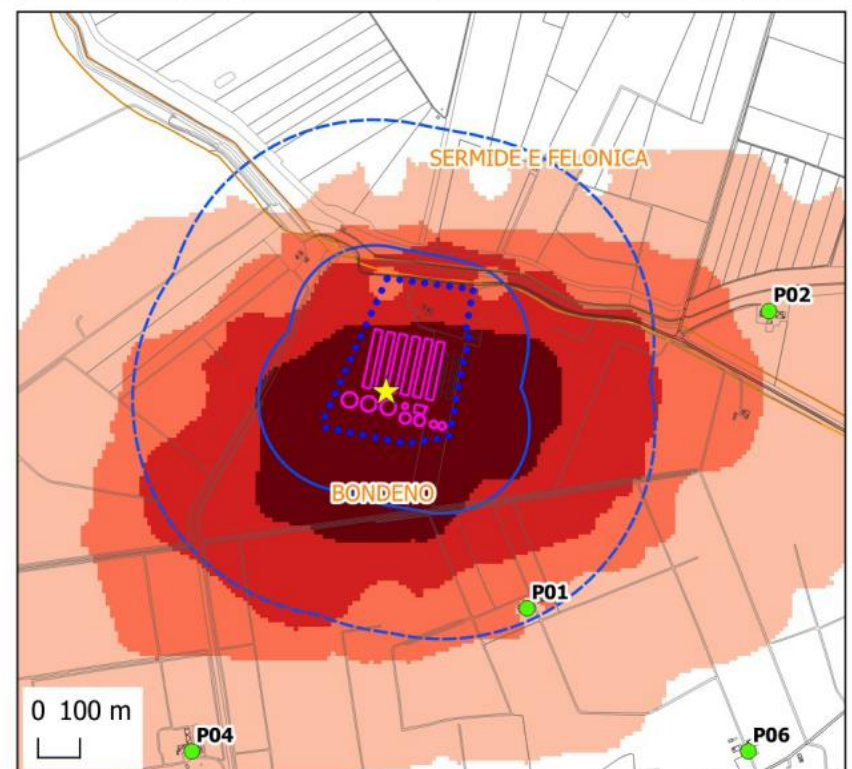 SERMIDE E FELONICA
P02
BONDENO
P01
0 100 m
P04
P06